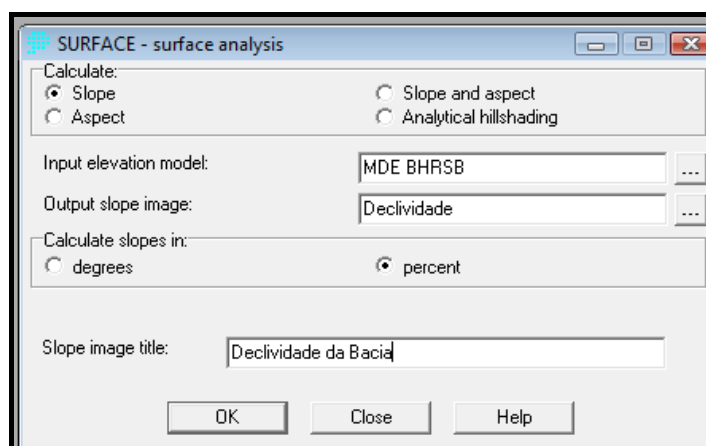 SURFACE - surface analysis
Calculate:
Slope
Slope and aspect
Aspect
Analytical hillshading
Input elevation model:
MDE BHRSB
...
Output slope image:
Declividade
...
Calculate slopes in:
degrees
percent
Slope image title:
Declividade da Bacia
OK
Close
Help